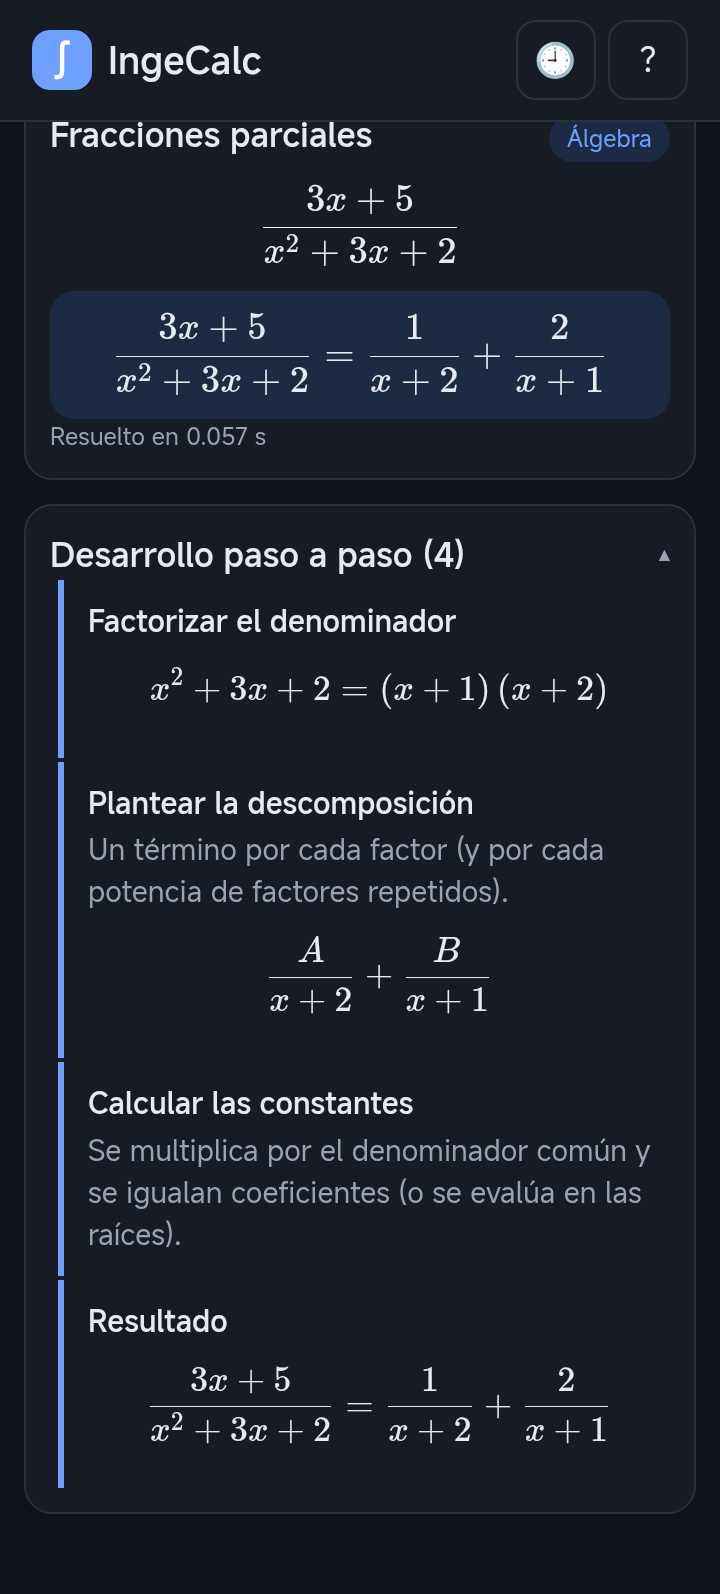 ∫ IngeCalc ?
Fracciones parciales Álgebra
3x + 5
x² + 3x + 2
3x + 5 / x² + 3x + 2 = 1 / x + 2 + 2 / x + 1
Resuelto en 0.057 s
Desarrollo paso a paso (4) ▲
Factorizar el denominador
x² + 3x + 2 = (x + 1) (x + 2)
Plantear la descomposición
Un término por cada factor (y por cada
potencia de factores repetidos).
A / x + 2 + B / x + 1
Calcular las constantes
Se multiplica por el denominador común y
se igualan coeficientes (o se evalúa en las
raíces).
Resultado
3x + 5 / x² + 3x + 2 = 1 / x + 2 + 2 / x + 1